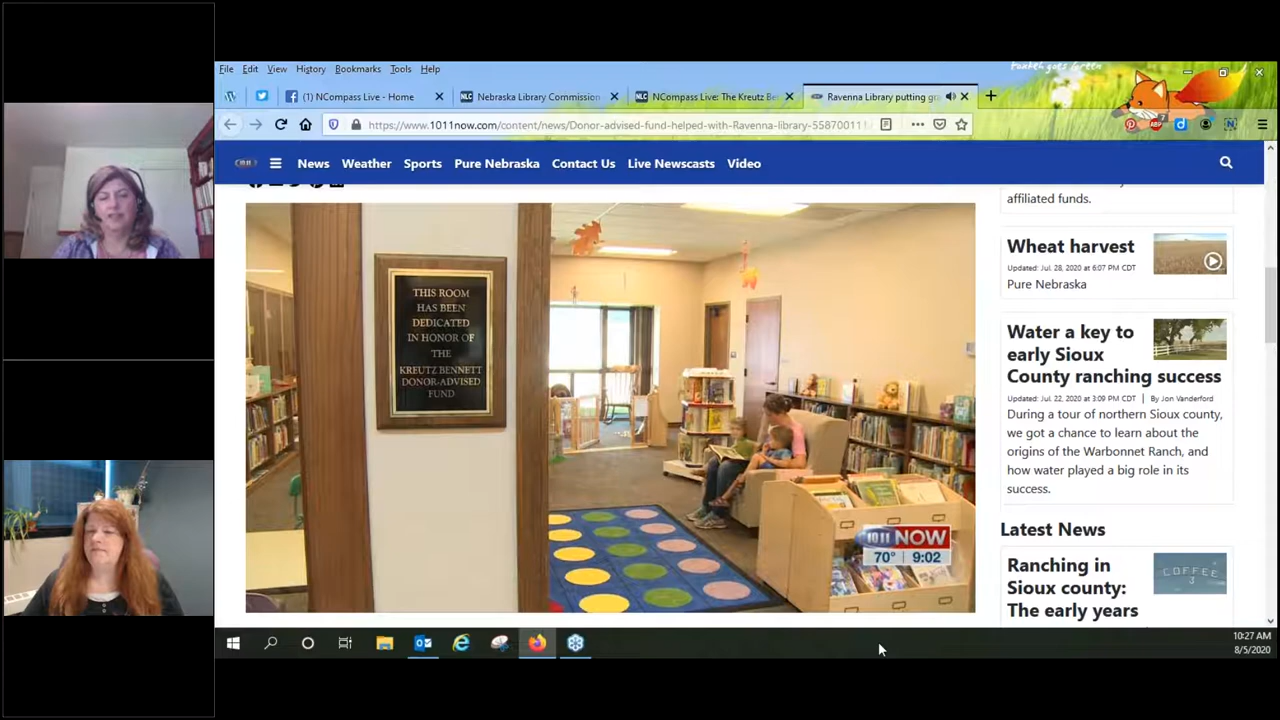 Funken goes Green
File Edit View History Bookmarks Tools Help
(1) NCompass Live - Home
Nebraska Library Commission
NCompass Live: The Kreutz Be
Ravenna Library putting gra
https://www.1011now.com/content/news/Donor-advised-fund-helped-with-Ravenna-library-55870011
News Weather Sports Pure Nebraska Contact Us Live Newscasts Video
affiliated funds.
Wheat harvest
Updated: Jul. 28, 2020 at 6:07 PM CDT
Pure Nebraska
Water a key to
early Sioux
County ranching success
Updated: Jul. 22, 2020 at 3:09 PM CDT | By Jon Vanderford
During a tour of northern Sioux county,
we got a chance to learn about the
origins of the Warbonnet Ranch, and
how water played a big role in its
success.
Latest News
Ranching in
Sioux county:
The early years
COFFEE
3
THIS ROOM
HAS BEEN
DEDICATED
IN HONOR OF
THE
KREUTZ BENNETT
DONOR-ADVISED
FUND
10 11 NOW
70° 9:02
10:27 AM
8/5/2020